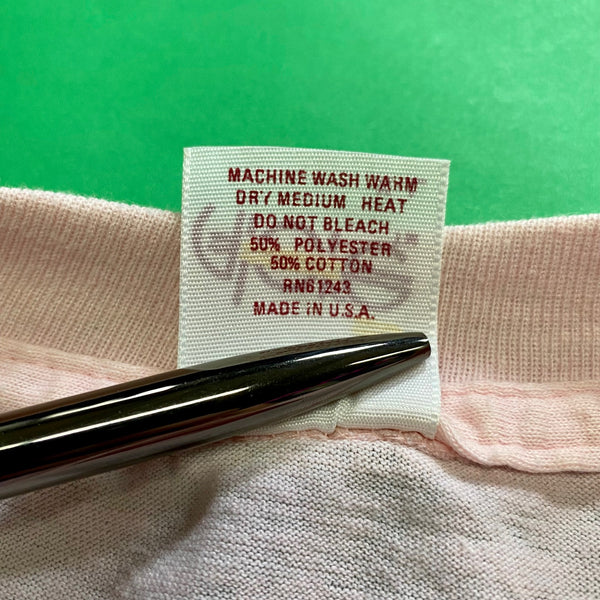 MACHINE WASH WARM
DRY MEDIUM HEAT
DO NOT BLEACH
50% POLYESTER
50% COTTON
RN61243
MADE IN U.S.A.